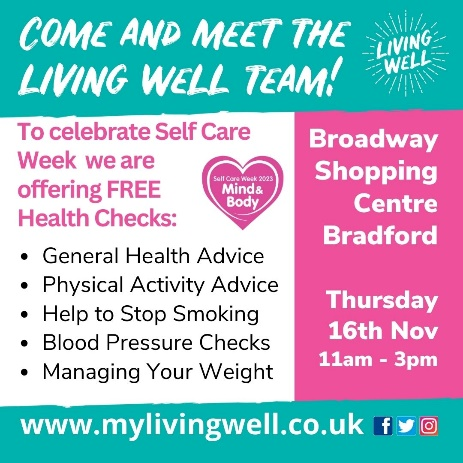 COME AND MEET THE
LIVING WELL TEAM!
LIVING
WELL
To celebrate Self Care
Week we are
offering FREE
Health Checks:
Self Care Week 2023
Mind &
Body
• General Health Advice
• Physical Activity Advice
• Help to Stop Smoking
• Blood Pressure Checks
• Managing Your Weight
Broadway
Shopping
Centre
Bradford
Thursday
16th Nov
11am - 3pm
www.mylivingwell.co.uk